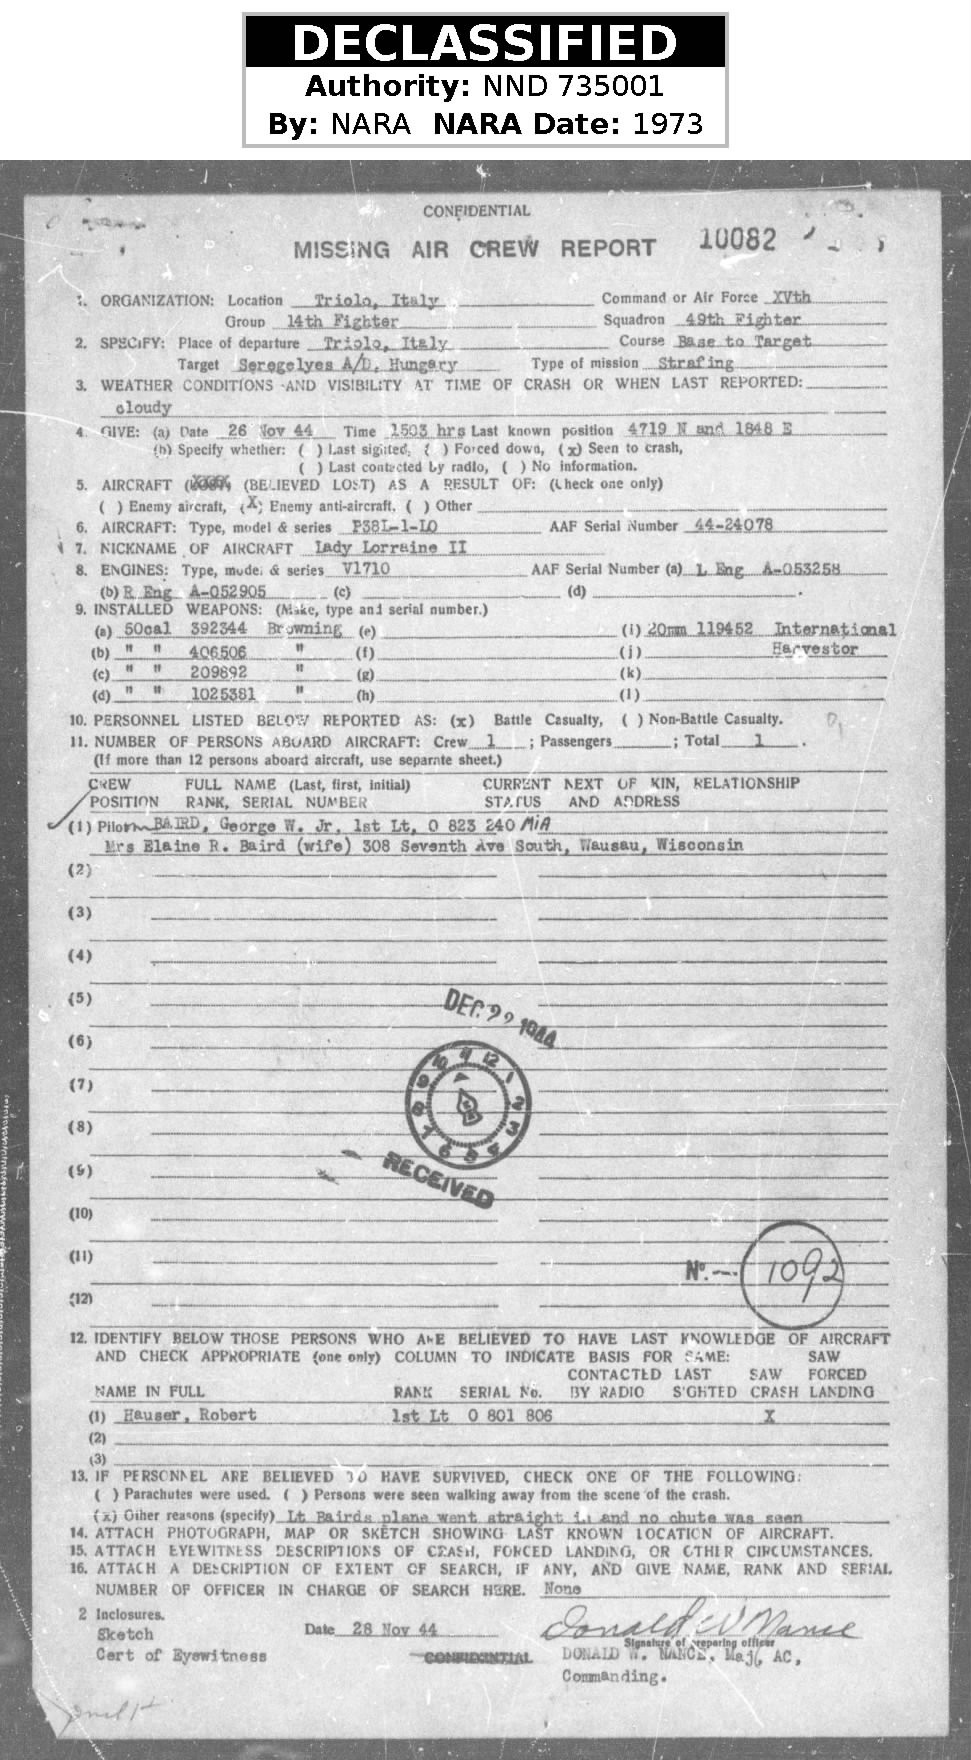 DECLASSIFIED
Authority: NND 735001
By: NARA NARA Date: 1973
CONFIDENTIAL
MISSING AIR CREW REPORT 10082
1. ORGANIZATION: Location Triolo, Italy Command or Air Force XVth
Group 14th Fighter Squadron 49th Fighter
2. SPECIFY: Place of departure Triolo, Italy Course Base to Target
Target Seregelyes A/D, Hungary Type of mission Strafing
3. WEATHER CONDITIONS AND VISIBILITY AT TIME OF CRASH OR WHEN LAST REPORTED:
cloudy
4. GIVE: (a) Date 26 Nov 44 Time 1503 hrs Last known position 4719 N and 1848 E
(b) Specify whether: ( ) Last sighted, ( ) Forced down, (x) Seen to crash,
( ) Last contacted by radio, ( ) No information.
5. AIRCRAFT (BELIEVED LOST) AS A RESULT OF: (Check one only)
( ) Enemy aircraft, (X) Enemy anti-aircraft, ( ) Other
6. AIRCRAFT: Type, model & series P38L-1-LO AAF Serial Number 44-24078
7. NICKNAME OF AIRCRAFT Lady Lorraine II
8. ENGINES: Type, model & series V1710 AAF Serial Number (a) L Eng A-053258
(b) R Eng A-052905 (c) (d) .
9. INSTALLED WEAPONS: (Make, type and serial number.)
(a) 50cal 392344 Browning (e) (i) 20mm 119452 International
(b) " " 406506 " (f) (j) Harvestor
(c) " " 209892 " (g) (k)
(d) " " 1025381 " (h) (l)
10. PERSONNEL LISTED BELOW REPORTED AS: (x) Battle Casualty, ( ) Non-Battle Casualty.
11. NUMBER OF PERSONS ABOARD AIRCRAFT: Crew 1 ; Passengers ; Total 1 .
(If more than 12 persons aboard aircraft, use separate sheet.)
CREW FULL NAME (Last, first, initial) CURRENT NEXT OF KIN, RELATIONSHIP
POSITION RANK, SERIAL NUMBER STATUS AND ADDRESS
(1) Pilot BAIRD, George W. Jr, 1st Lt, O 823 240 MIA
Mrs Elaine R. Baird (wife) 308 Seventh Ave South, Wausau, Wisconsin
(2)
(3)
(4)
(5)
DEC 29 1944
(6)
10 11 12 1 2 3 4 5 6 7 8 9
(7)
(8)
(9)
RECEIVED
(10)
(11)
No. 1092
(12)
12. IDENTIFY BELOW THOSE PERSONS WHO ARE BELIEVED TO HAVE LAST KNOWLEDGE OF AIRCRAFT
AND CHECK APPROPRIATE (one only) COLUMN TO INDICATE BASIS FOR SAME: SAW
CONTACTED LAST SAW FORCED
NAME IN FULL RANK SERIAL No. BY RADIO SIGHTED CRASH LANDING
(1) Hauser, Robert 1st Lt O 801 806 X
(2)
(3)
13. IF PERSONNEL ARE BELIEVED TO HAVE SURVIVED, CHECK ONE OF THE FOLLOWING:
( ) Parachutes were used. ( ) Persons were seen walking away from the scene of the crash.
(x) Other reasons (specify) Lt Bairds plane went straight in and no chute was seen
14. ATTACH PHOTOGRAPH, MAP OR SKETCH SHOWING LAST KNOWN LOCATION OF AIRCRAFT.
15. ATTACH EYEWITNESS DESCRIPTIONS OF CRASH, FORCED LANDING, OR OTHER CIRCUMSTANCES.
16. ATTACH A DESCRIPTION OF EXTENT OF SEARCH, IF ANY, AND GIVE NAME, RANK AND SERIAL
NUMBER OF OFFICER IN CHARGE OF SEARCH HERE. None
2 Inclosures.
Sketch Date 28 Nov 44 Donald W Nance
Signature of preparing officer
Cert of Eyewitness CONFIDENTIAL DONALD W. NANCE, Maj, AC,
Commanding.